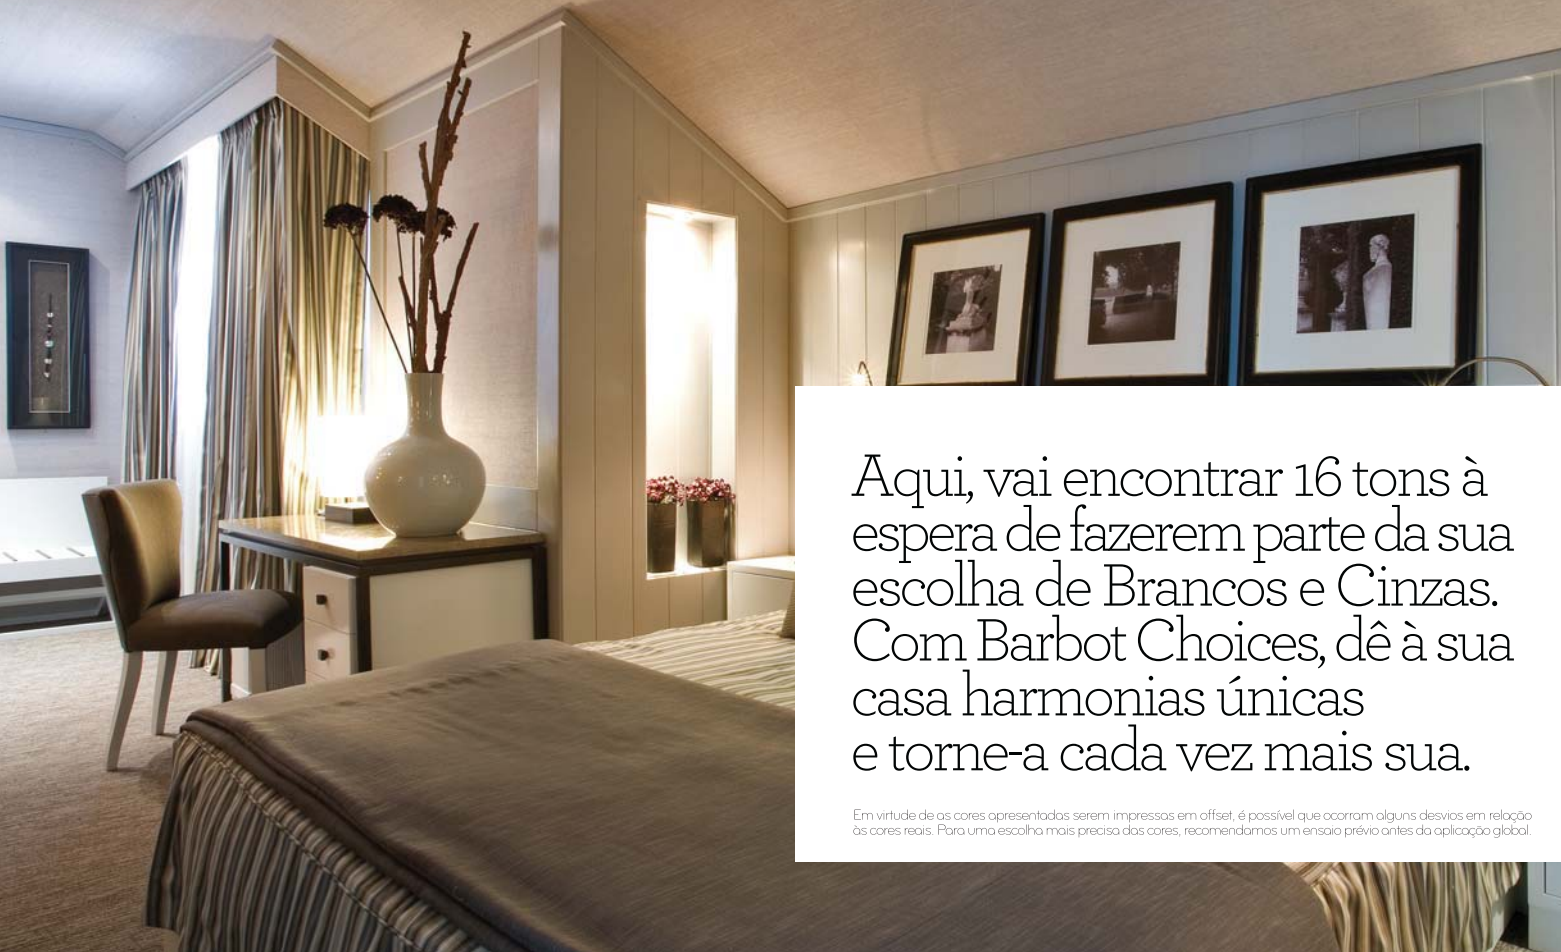 Aqui, vai encontrar 16 tons à
espera de fazerem parte da sua
escolha de Brancos e Cinzas.
Com Barbot Choices, dê à sua
casa harmonias únicas
e torne-a cada vez mais sua.
Em virtude de as cores apresentadas serem impressas em offset, é possível que ocorram alguns desvios em relação
às cores reais. Para uma escolha mais precisa das cores, recomendamos um ensaio prévio antes da aplicação global.